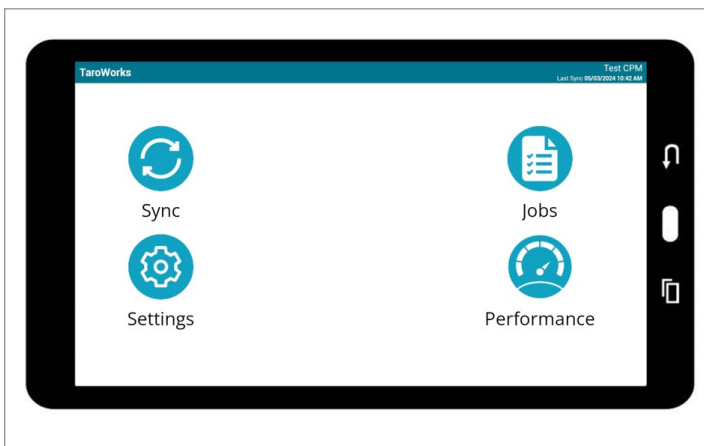 TaroWorks
Test CPM
Last Sync 05/03/2024 10:42 AM
Sync
Jobs
Settings
Performance